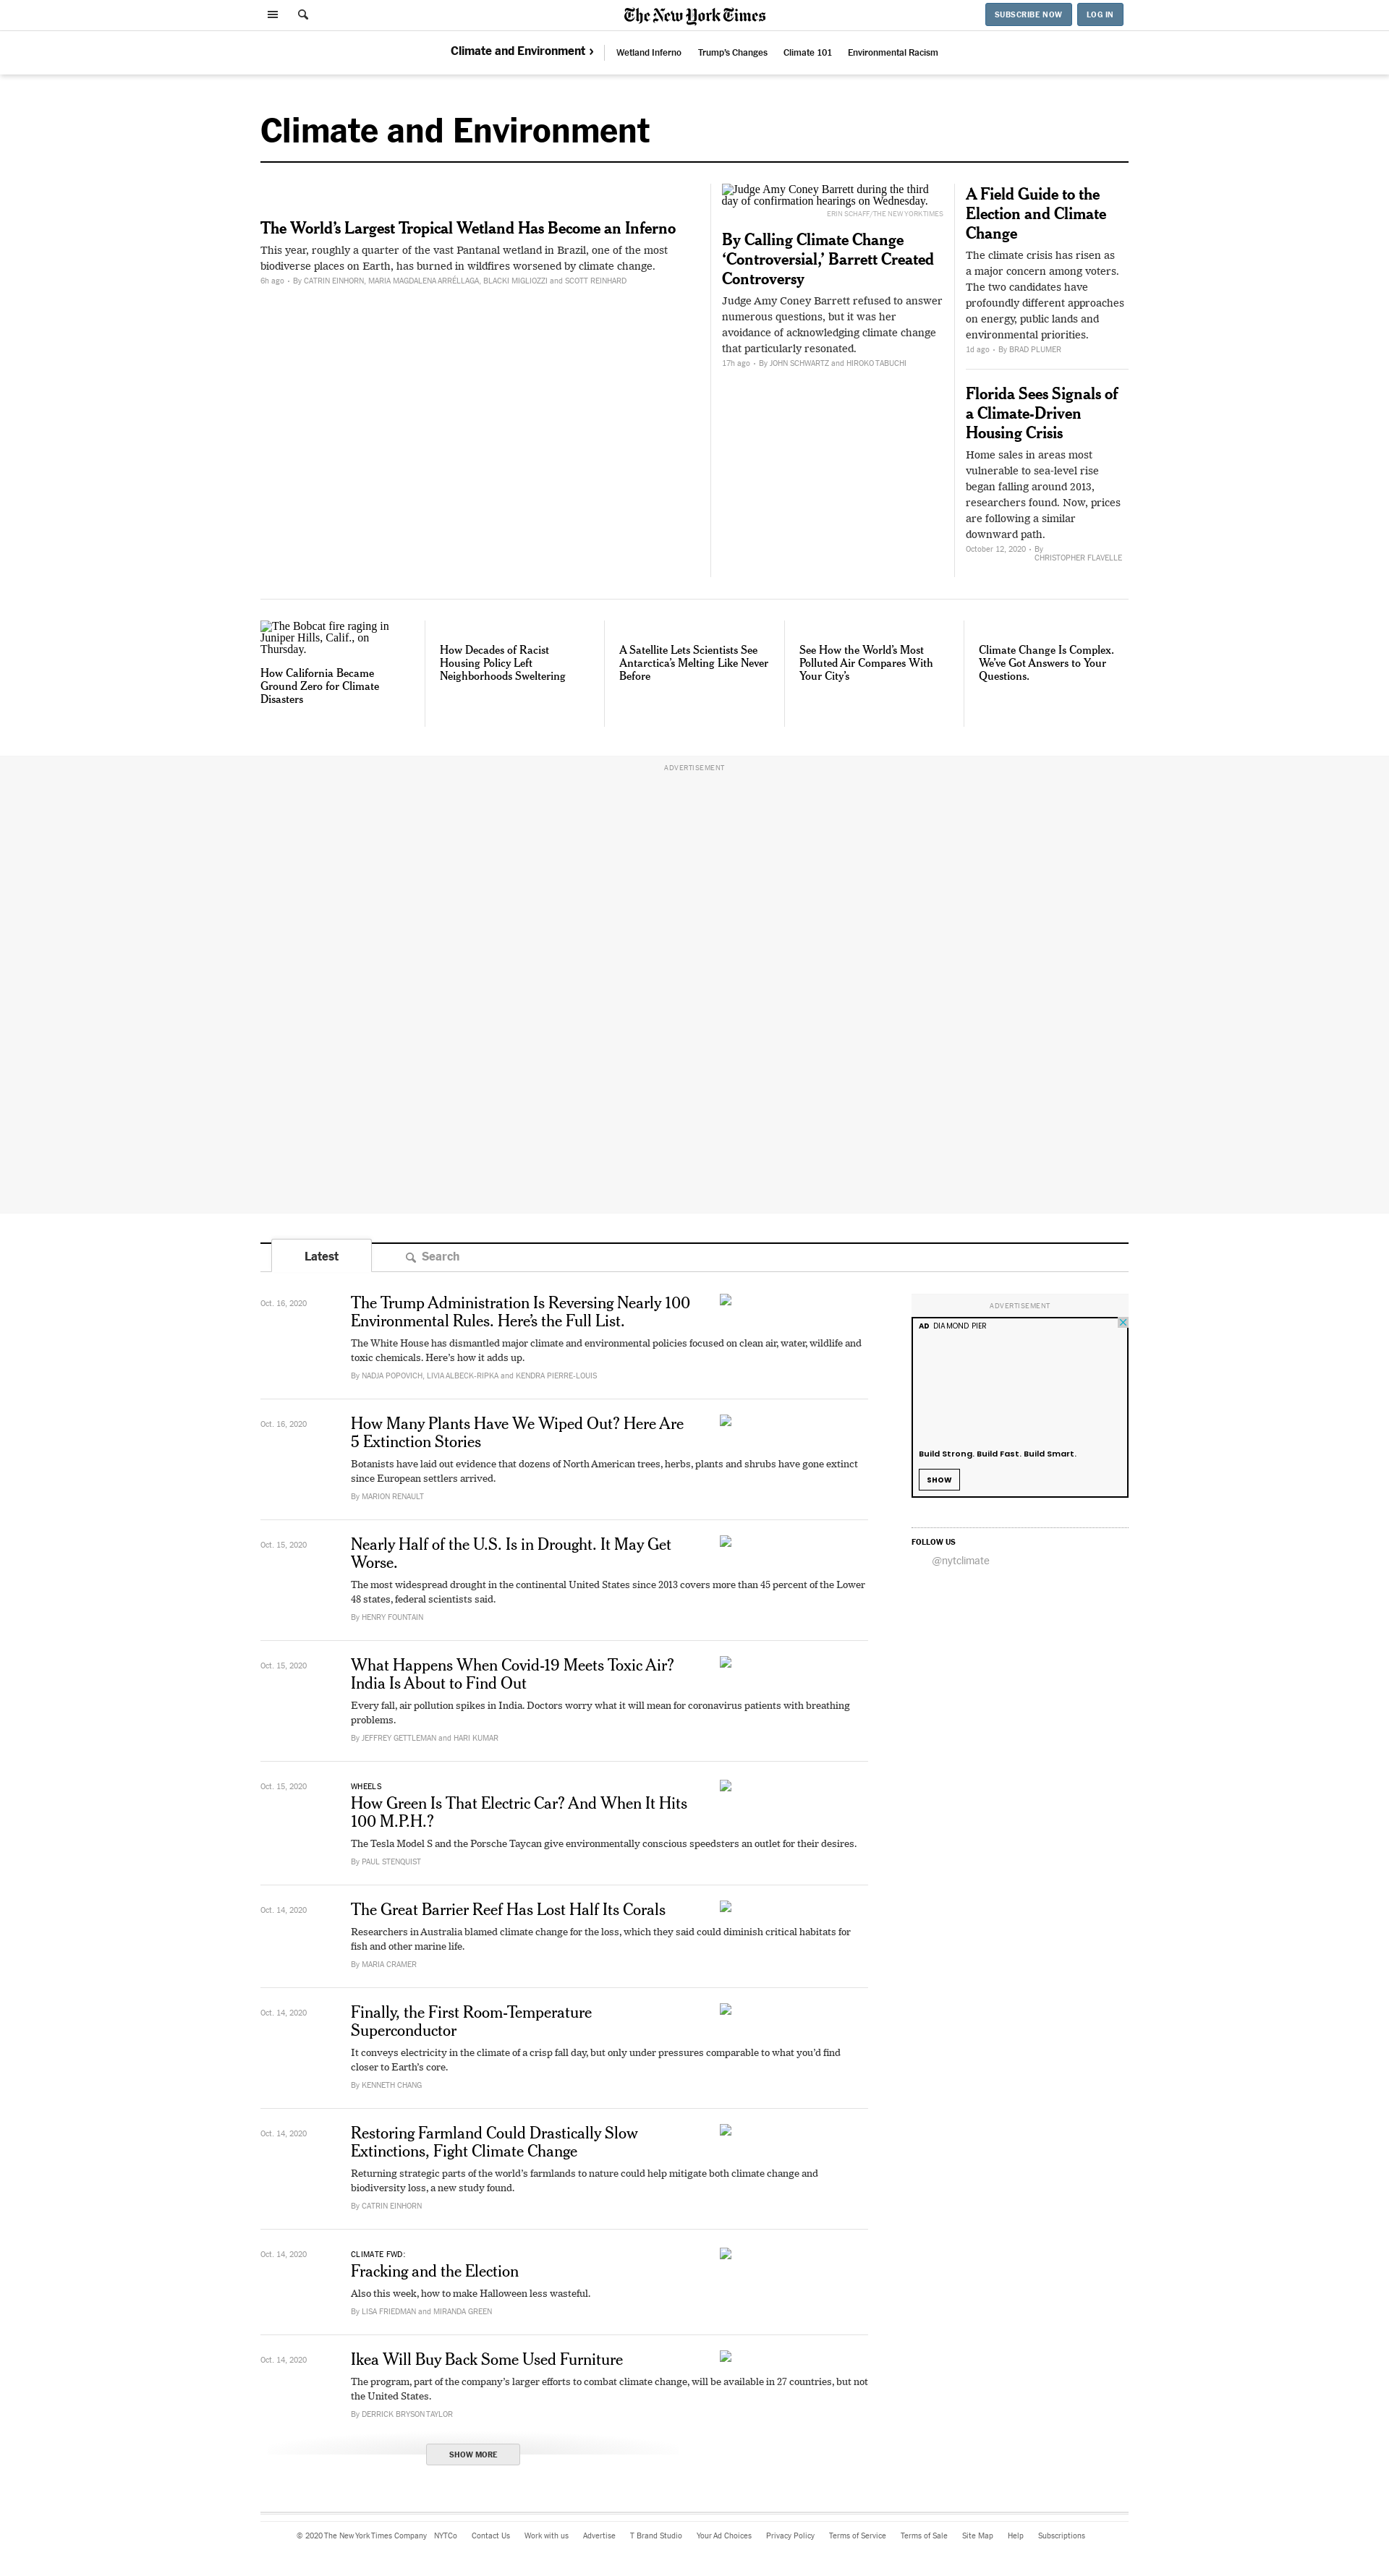 The New York Times
SUBSCRIBE NOW
LOG IN
Climate and Environment ›
Wetland Inferno
Trump's Changes
Climate 101
Environmental Racism
Climate and Environment
The World's Largest Tropical Wetland Has Become an Inferno
This year, roughly a quarter of the vast Pantanal wetland in Brazil, one of the most
biodiverse places on Earth, has burned in wildfires worsened by climate change.
6h ago • By CATRIN EINHORN, MARIA MAGDALENA ARRÉLLAGA, BLACKI MIGLIOZZI and SCOTT REINHARD
Judge Amy Coney Barrett during the third
day of confirmation hearings on Wednesday.
ERIN SCHAFF/THE NEW YORK TIMES
By Calling Climate Change
‘Controversial,’ Barrett Created
Controversy
Judge Amy Coney Barrett refused to answer
numerous questions, but it was her
avoidance of acknowledging climate change
that particularly resonated.
17h ago • By JOHN SCHWARTZ and HIROKO TABUCHI
A Field Guide to the
Election and Climate
Change
The climate crisis has risen as
a major concern among voters.
The two candidates have
profoundly different approaches
on energy, public lands and
environmental priorities.
1d ago • By BRAD PLUMER
Florida Sees Signals of
a Climate-Driven
Housing Crisis
Home sales in areas most
vulnerable to sea-level rise
began falling around 2013,
researchers found. Now, prices
are following a similar
downward path.
October 12, 2020 • By
CHRISTOPHER FLAVELLE
The Bobcat fire raging in
Juniper Hills, Calif., on
Thursday.
How California Became
Ground Zero for Climate
Disasters
How Decades of Racist
Housing Policy Left
Neighborhoods Sweltering
A Satellite Lets Scientists See
Antarctica’s Melting Like Never
Before
See How the World’s Most
Polluted Air Compares With
Your City’s
Climate Change Is Complex.
We’ve Got Answers to Your
Questions.
ADVERTISEMENT
Latest
Search
Oct. 16, 2020
The Trump Administration Is Reversing Nearly 100
Environmental Rules. Here’s the Full List.
The White House has dismantled major climate and environmental policies focused on clean air, water, wildlife and
toxic chemicals. Here’s how it adds up.
By NADJA POPOVICH, LIVIA ALBECK-RIPKA and KENDRA PIERRE-LOUIS
ADVERTISEMENT
AD DIAMOND PIER
Build Strong. Build Fast. Build Smart.
SHOW
FOLLOW US
@nytclimate
Oct. 16, 2020
How Many Plants Have We Wiped Out? Here Are
5 Extinction Stories
Botanists have laid out evidence that dozens of North American trees, herbs, plants and shrubs have gone extinct
since European settlers arrived.
By MARION RENAULT
Oct. 15, 2020
Nearly Half of the U.S. Is in Drought. It May Get
Worse.
The most widespread drought in the continental United States since 2013 covers more than 45 percent of the Lower
48 states, federal scientists said.
By HENRY FOUNTAIN
Oct. 15, 2020
What Happens When Covid-19 Meets Toxic Air?
India Is About to Find Out
Every fall, air pollution spikes in India. Doctors worry what it will mean for coronavirus patients with breathing
problems.
By JEFFREY GETTLEMAN and HARI KUMAR
Oct. 15, 2020
WHEELS
How Green Is That Electric Car? And When It Hits
100 M.P.H.?
The Tesla Model S and the Porsche Taycan give environmentally conscious speedsters an outlet for their desires.
By PAUL STENQUIST
Oct. 14, 2020
The Great Barrier Reef Has Lost Half Its Corals
Researchers in Australia blamed climate change for the loss, which they said could diminish critical habitats for
fish and other marine life.
By MARIA CRAMER
Oct. 14, 2020
Finally, the First Room-Temperature
Superconductor
It conveys electricity in the climate of a crisp fall day, but only under pressures comparable to what you’d find
closer to Earth’s core.
By KENNETH CHANG
Oct. 14, 2020
Restoring Farmland Could Drastically Slow
Extinctions, Fight Climate Change
Returning strategic parts of the world’s farmlands to nature could help mitigate both climate change and
biodiversity loss, a new study found.
By CATRIN EINHORN
Oct. 14, 2020
CLIMATE FWD:
Fracking and the Election
Also this week, how to make Halloween less wasteful.
By LISA FRIEDMAN and MIRANDA GREEN
Oct. 14, 2020
Ikea Will Buy Back Some Used Furniture
The program, part of the company’s larger efforts to combat climate change, will be available in 27 countries, but not
the United States.
By DERRICK BRYSON TAYLOR
SHOW MORE
© 2020 The New York Times Company NYTCo Contact Us Work with us Advertise T Brand Studio Your Ad Choices Privacy Policy Terms of Service Terms of Sale Site Map Help Subscriptions